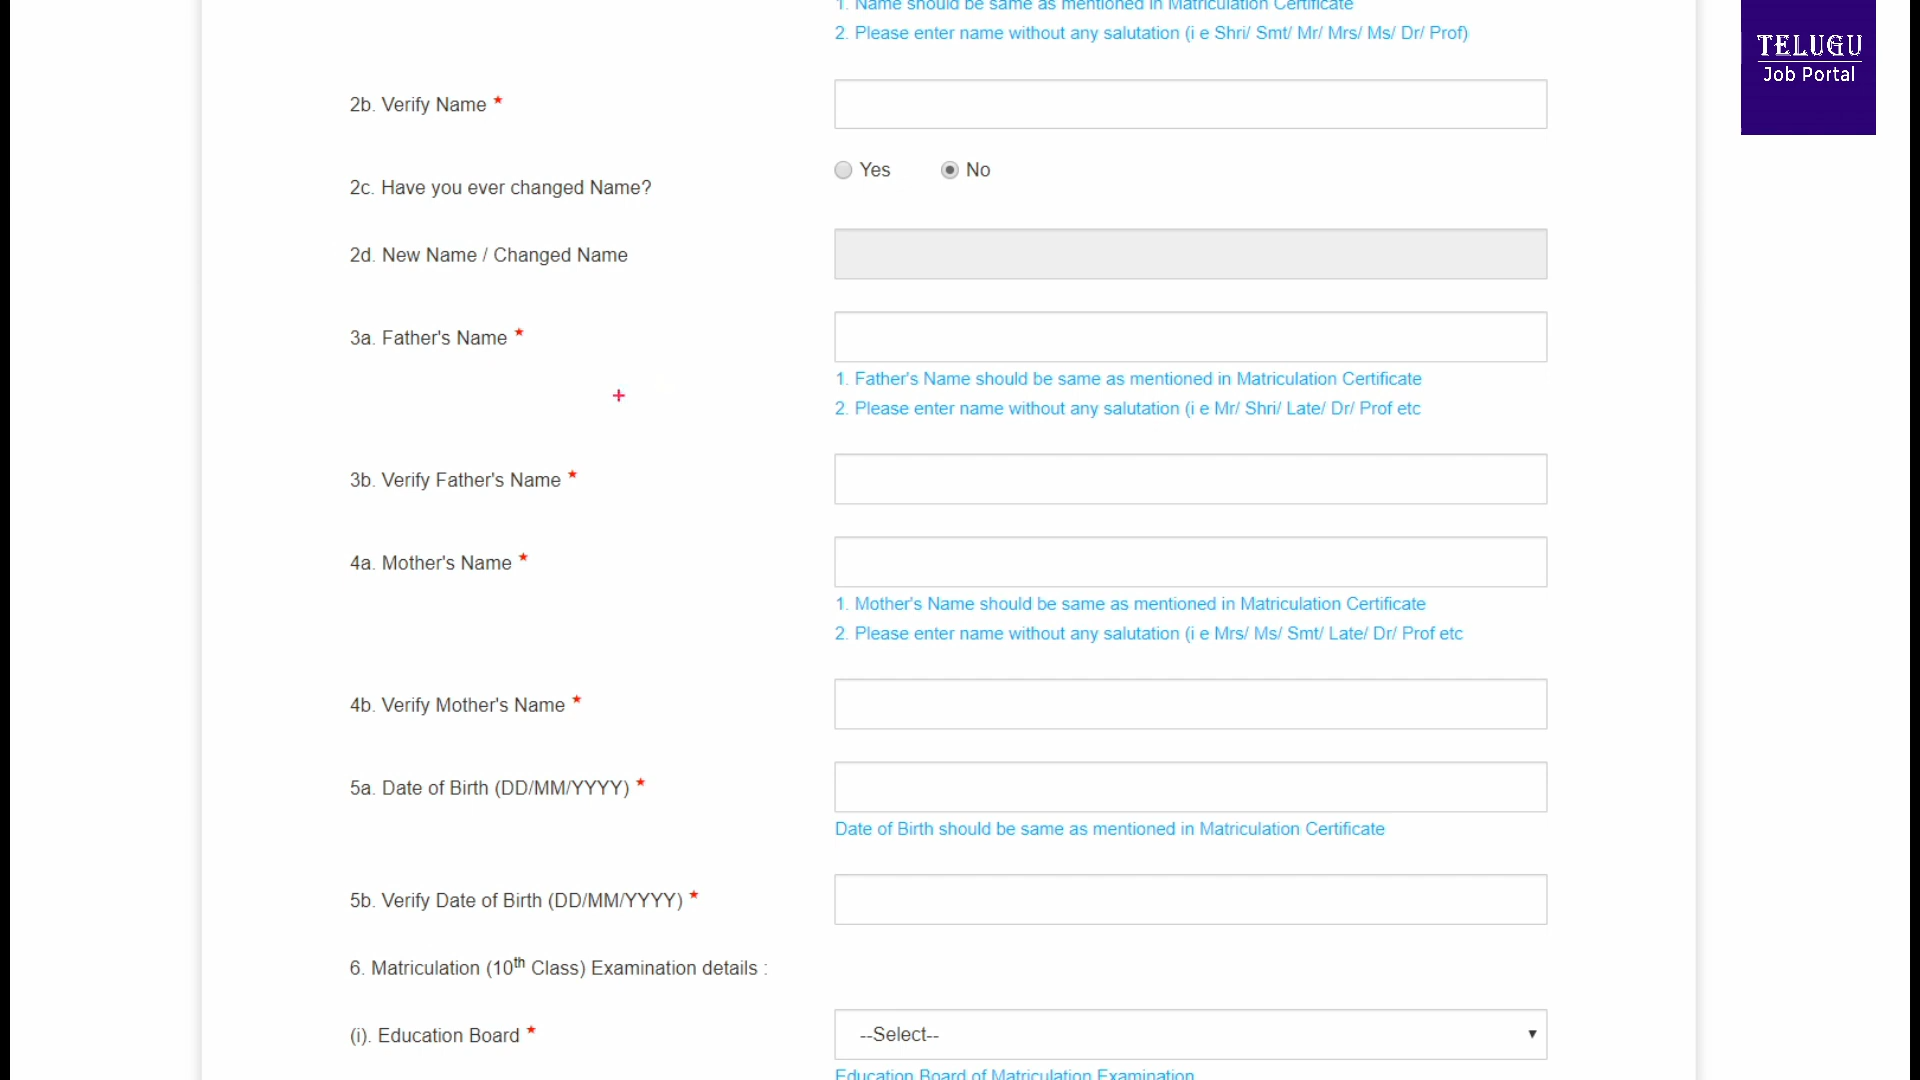 1. Name should be same as mentioned in Matriculation Certificate
2. Please enter name without any salutation (i e Shri/ Smt/ Mr/ Mrs/ Ms/ Dr/ Prof)
TELUGU
Job Portal
2b. Verify Name *
2c. Have you ever changed Name?
Yes No
2d. New Name / Changed Name
3a. Father's Name *
1. Father's Name should be same as mentioned in Matriculation Certificate
2. Please enter name without any salutation (i e Mr/ Shri/ Late/ Dr/ Prof etc
3b. Verify Father's Name *
4a. Mother's Name *
1. Mother's Name should be same as mentioned in Matriculation Certificate
2. Please enter name without any salutation (i e Mrs/ Ms/ Smt/ Late/ Dr/ Prof etc
4b. Verify Mother's Name *
5a. Date of Birth (DD/MM/YYYY) *
Date of Birth should be same as mentioned in Matriculation Certificate
5b. Verify Date of Birth (DD/MM/YYYY) *
6. Matriculation (10th Class) Examination details :
(i). Education Board *
--Select--
Education Board of Matriculation Examination